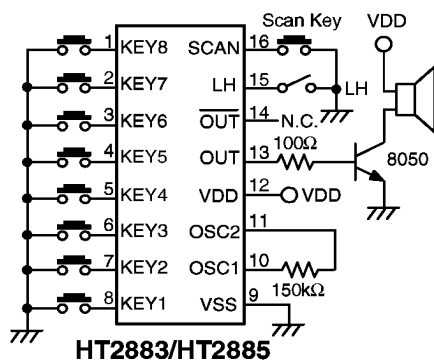 Scan Key
VDD
1 KEY8 SCAN 16
2 KEY7 LH 15 LH
3 KEY6 OUT 14 N.C.
100Ω
4 KEY5 OUT 13 8050
5 KEY4 VDD 12 VDD
6 KEY3 OSC2 11
7 KEY2 OSC1 10
150kΩ
8 KEY1 VSS 9
HT2883/HT2885